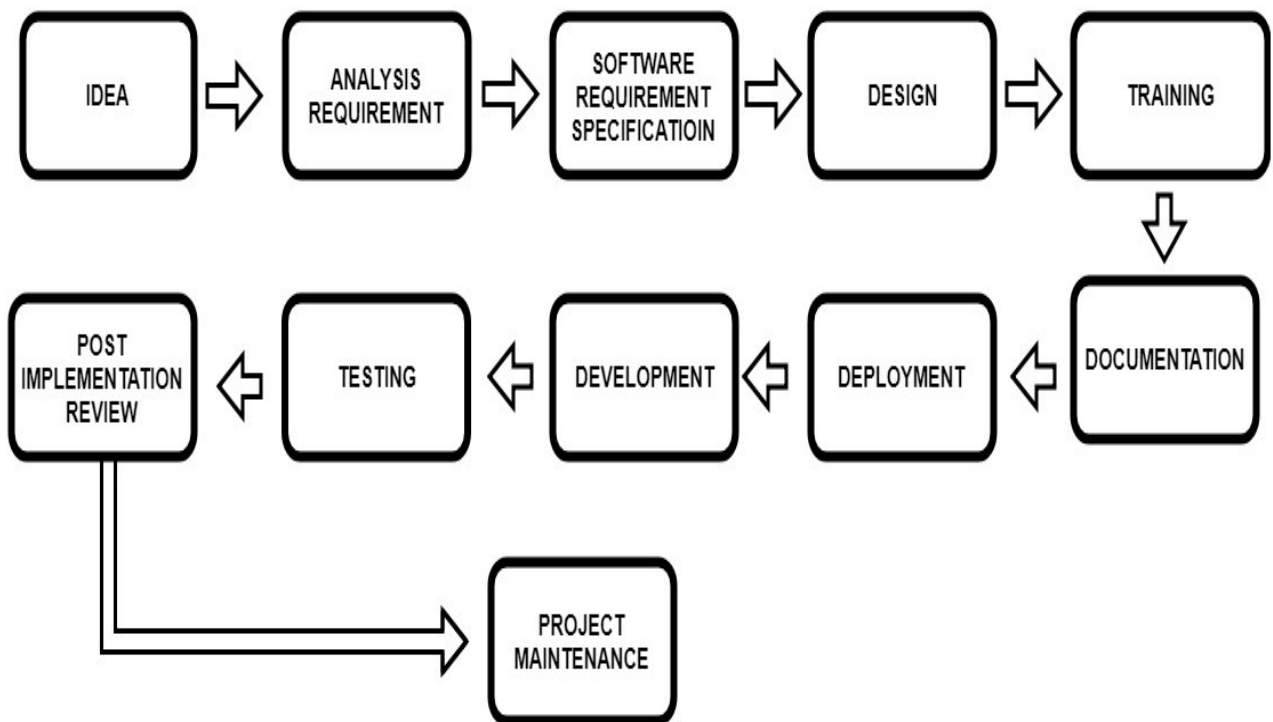 IDEA
ANALYSIS
REQUIREMENT
SOFTWARE
REQUIREMENT
SPECIFICATIOIN
DESIGN
TRAINING
DOCUMENTATION
DEPLOYMENT
DEVELOPMENT
TESTING
POST
IMPLEMENTATION
REVIEW
PROJECT
MAINTENANCE